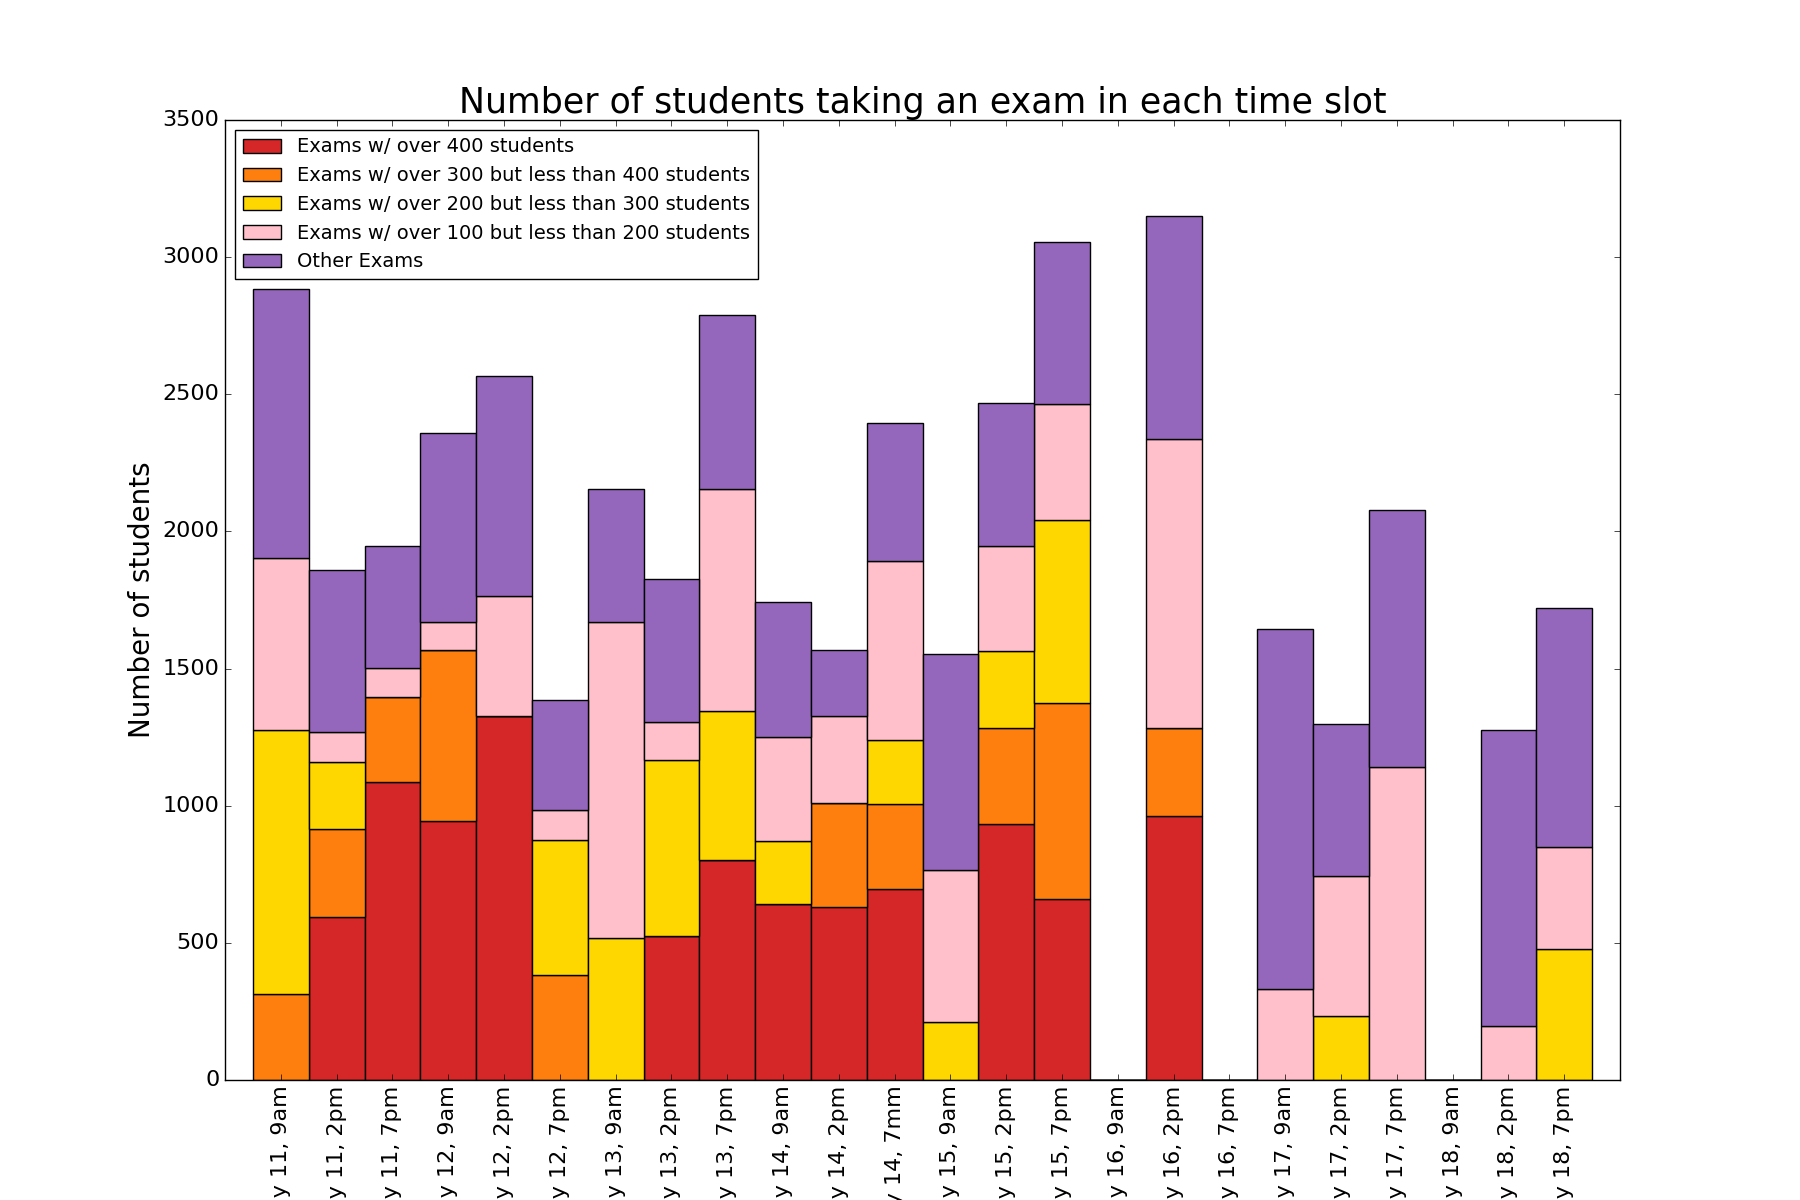 Number of students taking an exam in each time slot
3500
3000
2500
2000
1500
1000
500
0
Number of students
Exams w/ over 400 students
Exams w/ over 300 but less than 400 students
Exams w/ over 200 but less than 300 students
Exams w/ over 100 but less than 200 students
Other Exams
y 11, 9am
y 11, 2pm
y 11, 7pm
y 12, 9am
y 12, 2pm
y 12, 7pm
y 13, 9am
y 13, 2pm
y 13, 7pm
y 14, 9am
y 14, 2pm
y 14, 7mm
y 15, 9am
y 15, 2pm
y 15, 7pm
y 16, 9am
y 16, 2pm
y 16, 7pm
y 17, 9am
y 17, 2pm
y 17, 7pm
y 18, 9am
y 18, 2pm
y 18, 7pm